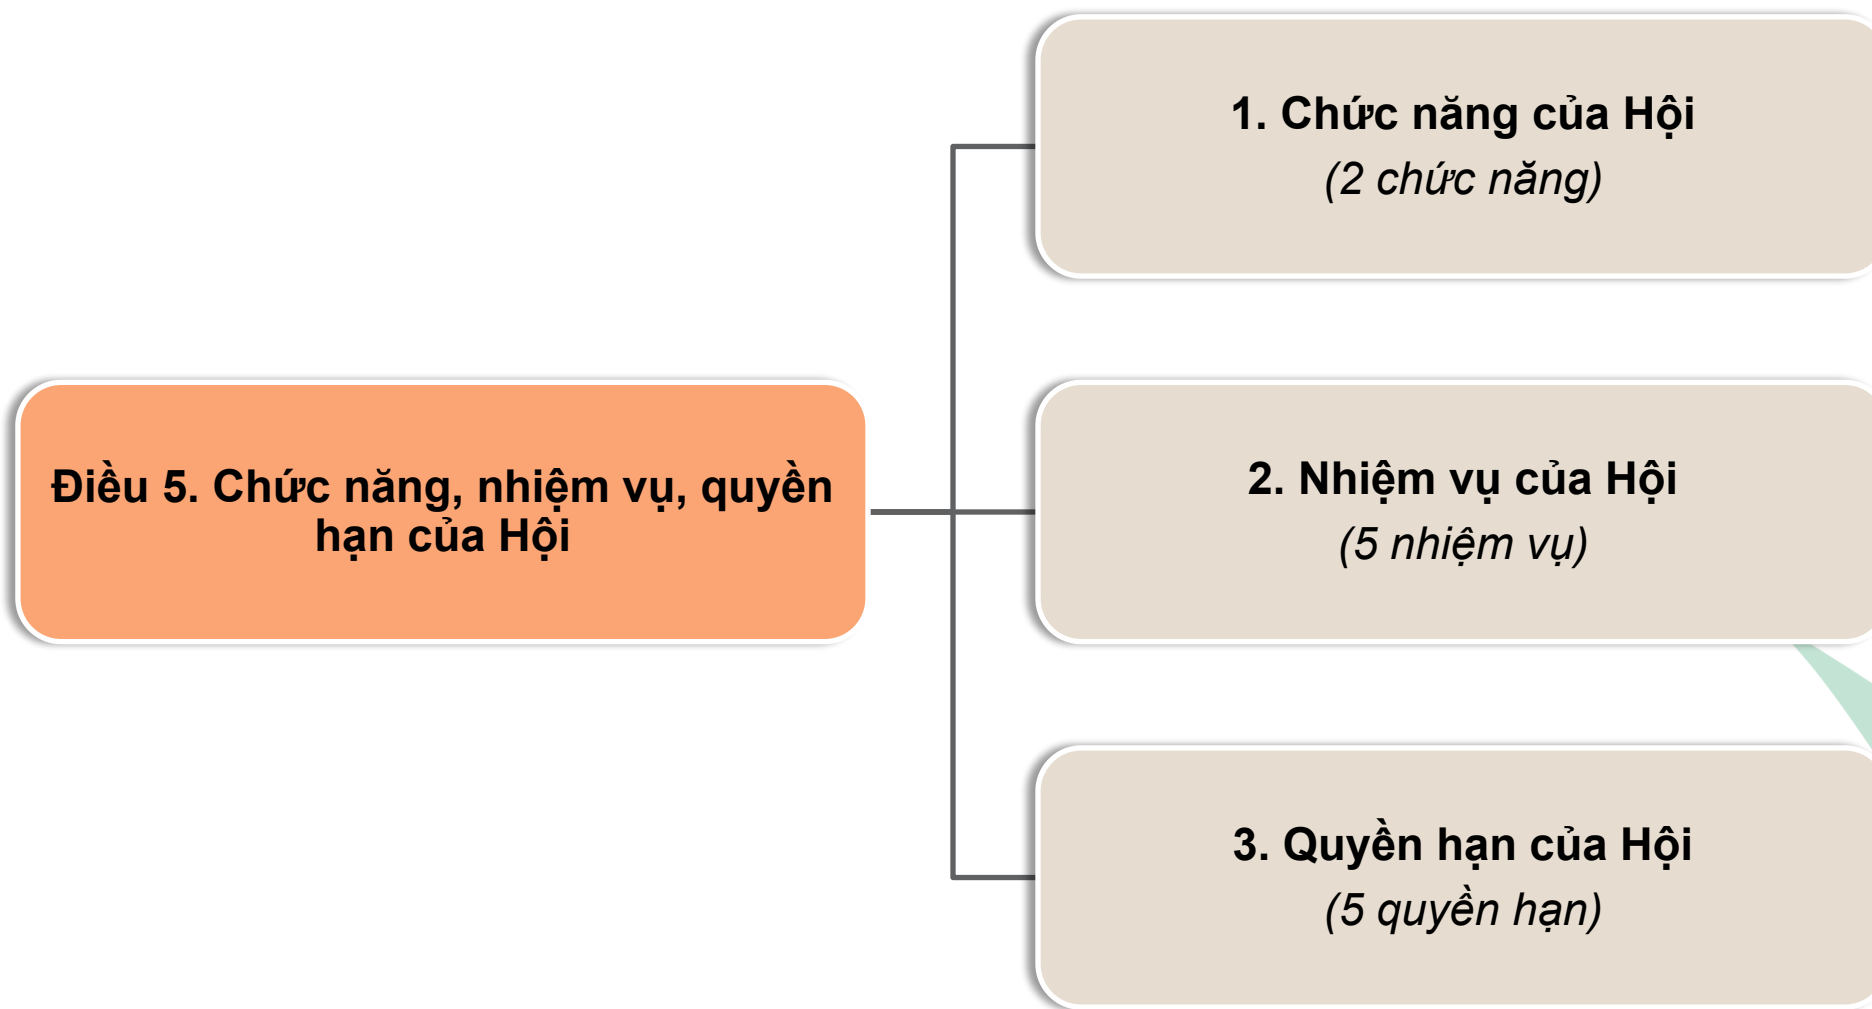 1. Chức năng của Hội
(2 chức năng)
Điều 5. Chức năng, nhiệm vụ, quyền
hạn của Hội
2. Nhiệm vụ của Hội
(5 nhiệm vụ)
3. Quyền hạn của Hội
(5 quyền hạn)